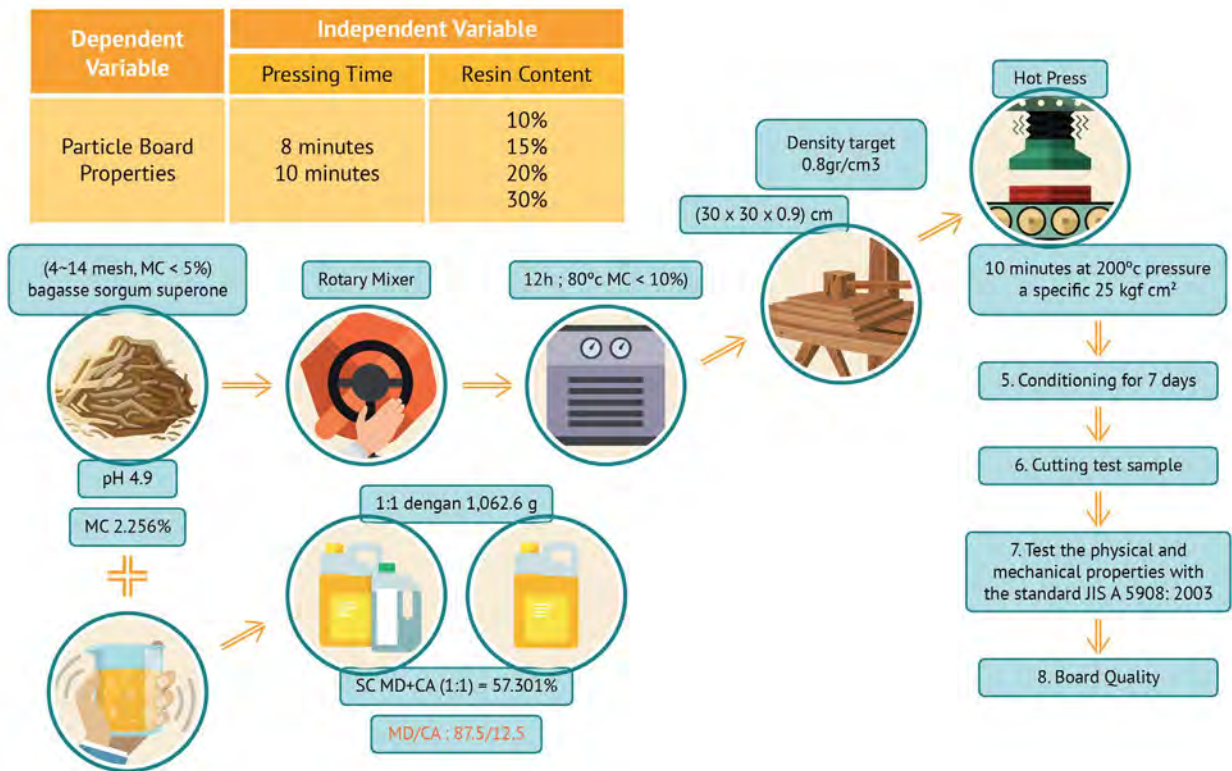 Dependent
Variable
Independent Variable
Pressing Time
Resin Content
Particle Board
Properties
8 minutes
10 minutes
10%
15%
20%
30%
(4~14 mesh, MC < 5%)
bagasse sorgum superone
pH 4.9
MC 2.256%
Rotary Mixer
12h ; 80ºc MC < 10%)
(30 x 30 x 0.9) cm
Density target
0.8gr/cm3
Hot Press
10 minutes at 200ºc pressure
a specific 25 kgf cm²
5. Conditioning for 7 days
6. Cutting test sample
7. Test the physical and
mechanical properties with
the standard JIS A 5908: 2003
8. Board Quality
1:1 dengan 1,062.6 g
SC MD+CA (1:1) = 57.301%
MD/CA : 87.5/12.5